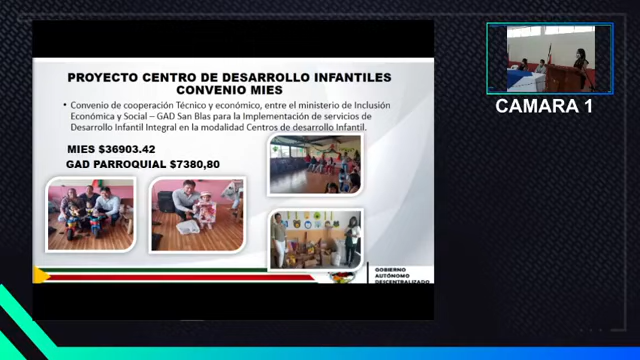 PROYECTO CENTRO DE DESARROLLO INFANTILES
CONVENIO MIES
• Convenio de cooperación Técnico y económico, entre el ministerio de Inclusión
Económica y Social – GAD San Blas para la Implementación de servicios de
Desarrollo Infantil Integral en la modalidad Centros de desarrollo Infantil.
MIES $36903.42
GAD PARROQUIAL $7380,80
GOBIERNO
AUTÓNOMO
DESCENTRALIZADO
CAMARA 1